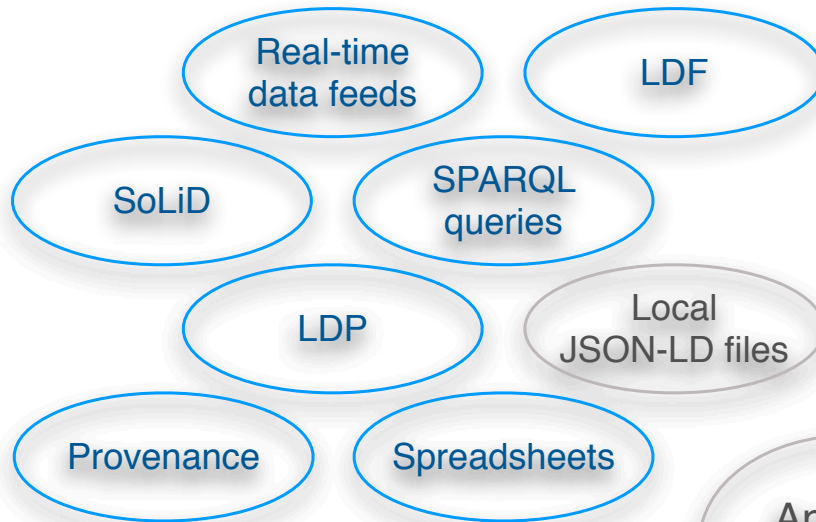 Real-time
data feeds
LDF
SoLiD
SPARQL
queries
LDP
Local
JSON-LD files
Provenance
Spreadsheets